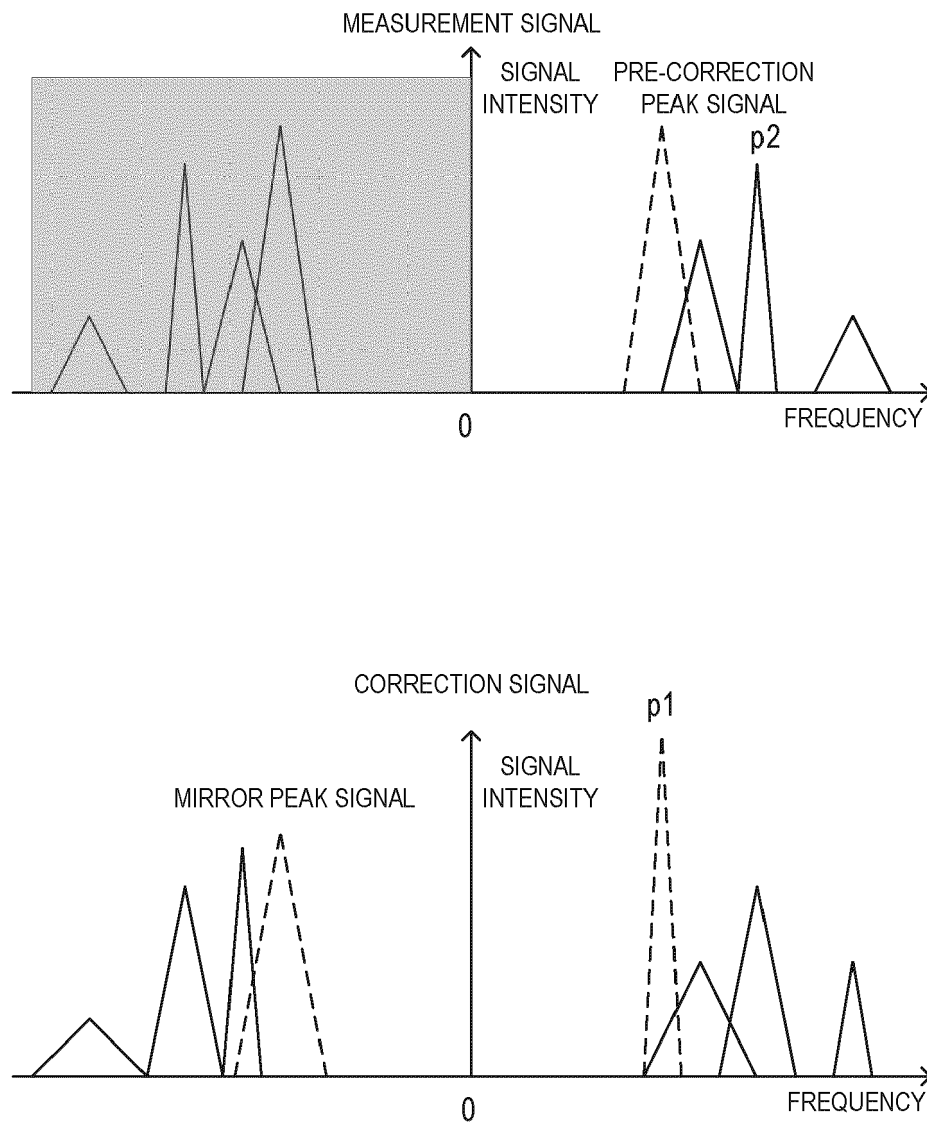 MEASUREMENT SIGNAL
SIGNAL
INTENSITY
PRE-CORRECTION
PEAK SIGNAL
p2
0
FREQUENCY
CORRECTION SIGNAL
p1
SIGNAL
INTENSITY
MIRROR PEAK SIGNAL
0
FREQUENCY